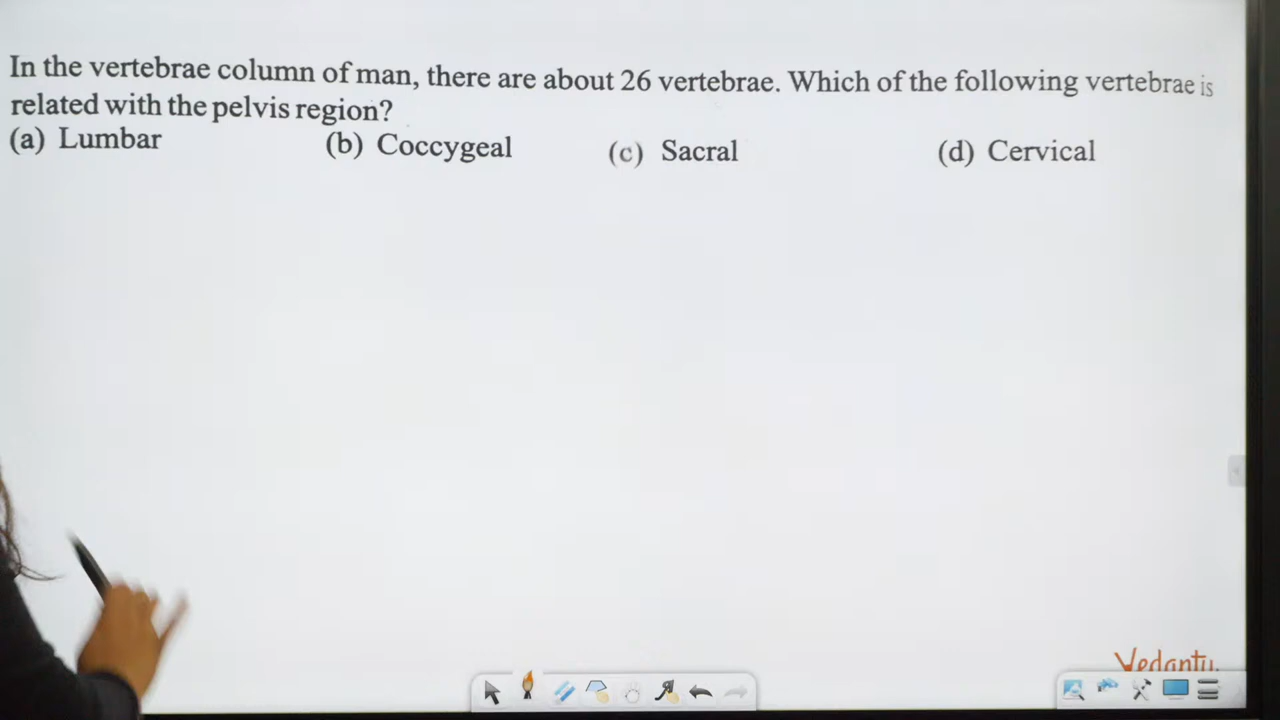 In the vertebrae column of man, there are about 26 vertebrae. Which of the following vertebrae is
related with the pelvis region?
(a) Lumbar (b) Coccygeal (c) Sacral (d) Cervical
Vedantu